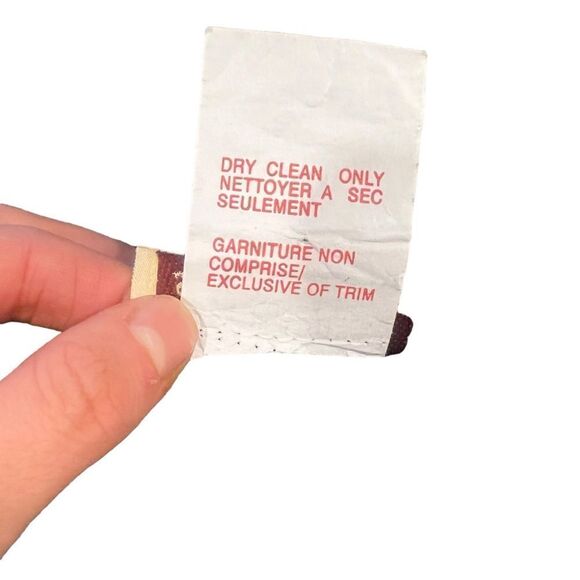 DRY CLEAN ONLY
NETTOYER A SEC
SEULEMENT
GARNITURE NON
COMPRISE/
EXCLUSIVE OF TRIM